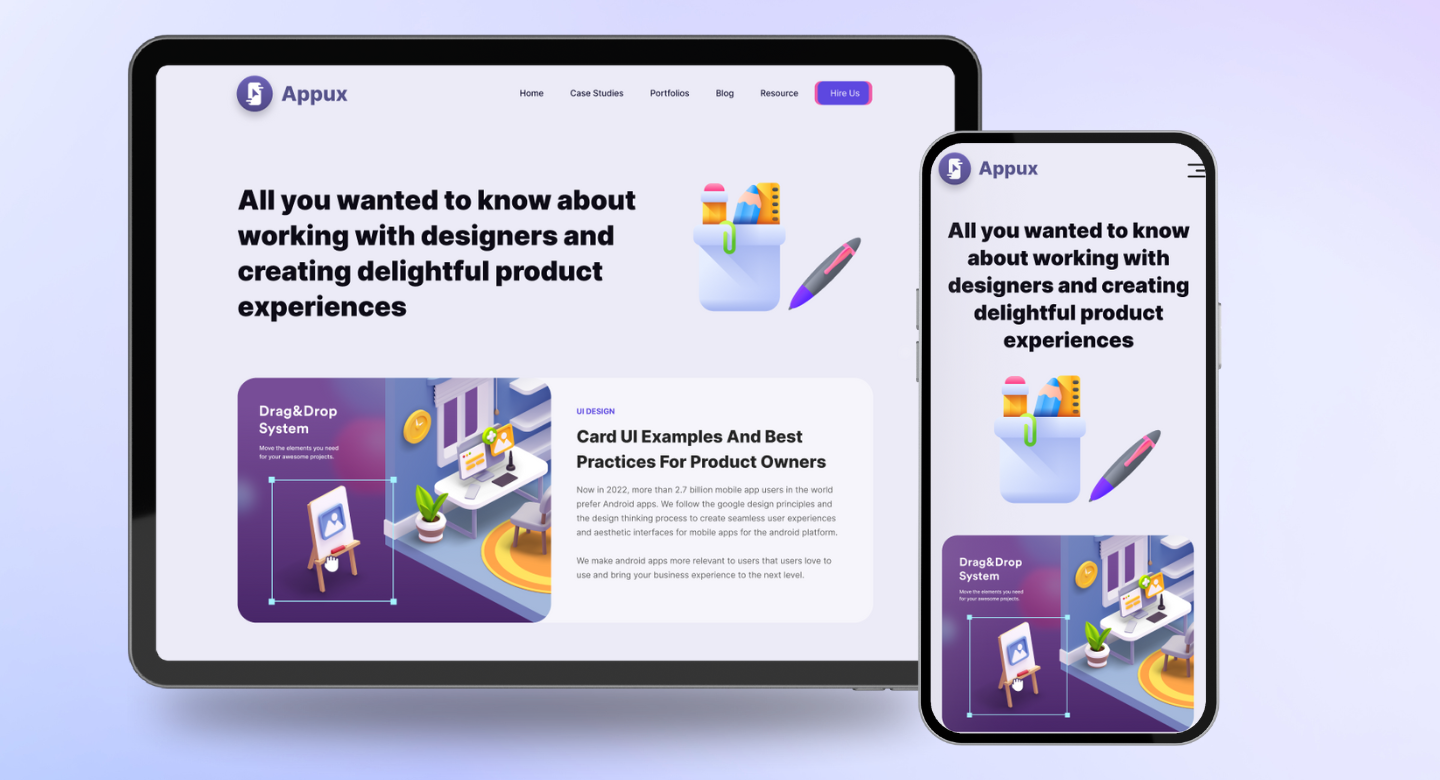 Appux
Home Case Studies Portfolios Blog Resource Hire Us
All you wanted to know about
working with designers and
creating delightful product
experiences
Drag&Drop
System
Move the elements you need
for your awesome projects.
UI DESIGN
Card UI Examples And Best
Practices For Product Owners
Now in 2022, more than 2.7 billion mobile app users in the world
prefer Android apps. We follow the google design principles and
the design thinking process to create seamless user experiences
and aesthetic interfaces for mobile apps for the android platform.
We make android apps more relevant to users that users love to
use and bring your business experience to the next level.
Appux
All you wanted to know
about working with
designers and creating
delightful product
experiences
Drag&Drop
System
Move the elements you need
for your awesome projects.